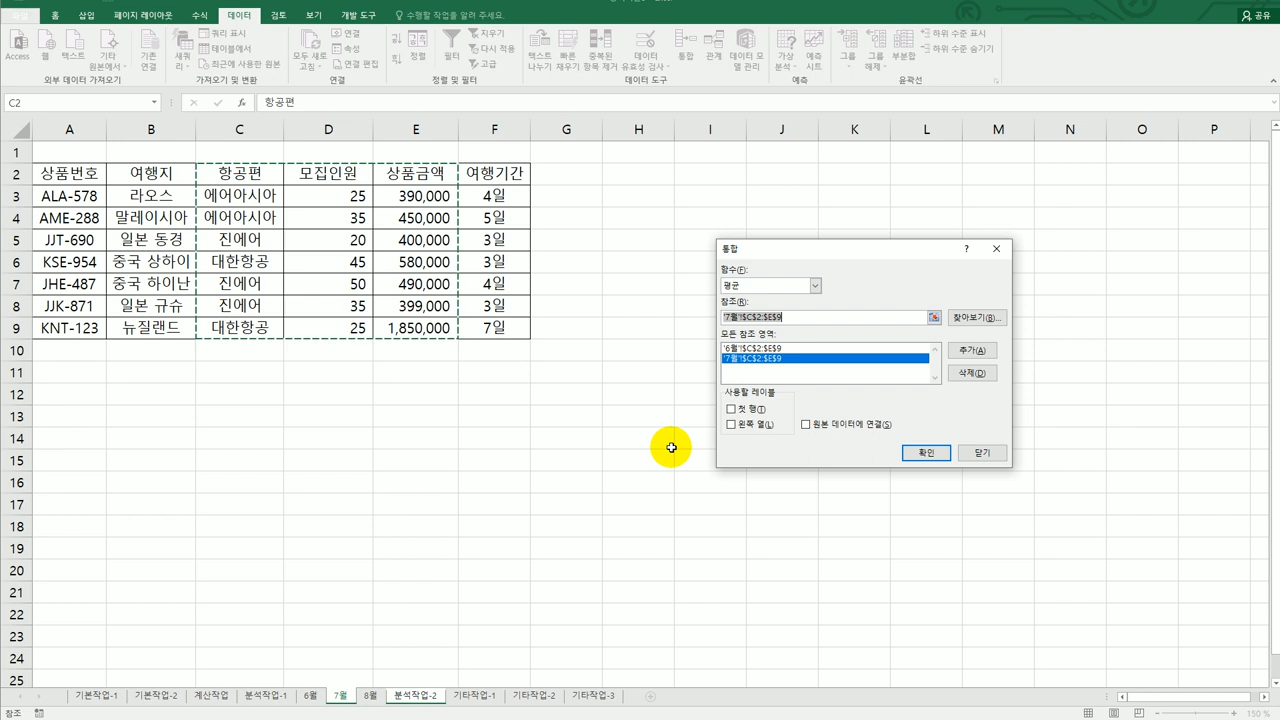 홈 삽입 페이지 레이아웃 수식 데이터 검토 보기 개발 도구 수행할 작업을 알려 주세요. 공유
Access 웹 텍스트 기타 원본에서 기존 연결
외부 데이터 가져오기
새 쿼리 쿼리 표시 테이블에서 최근에 사용한 원본
가져오기 및 변환
모두 새로 고침 연결 속성 연결 편집
연결
정렬 필터 지우기 다시 적용 고급
정렬 및 필터
텍스트 나누기 빠른 채우기 중복된 항목 제거 데이터 유효성 검사 통합 관계 데이터 모델 관리
데이터 도구
가상 분석 예측 시트
예측
그룹 그룹 해제 부분합 하위 수준 표시 하위 수준 숨기기
윤곽선
C2 fx 항공편
A B C D E F G H I J K L M N O P
1
2 상품번호 여행지 항공편 모집인원 상품금액 여행기간
3 ALA-578 라오스 에어아시아 25 390,000 4일
4 AME-288 말레이시아 에어아시아 35 450,000 5일
5 JJT-690 일본 동경 진에어 20 400,000 3일
6 KSE-954 중국 상하이 대한항공 45 580,000 3일
7 JHE-487 중국 하이난 진에어 50 490,000 4일
8 JJK-871 일본 규슈 진에어 35 399,000 3일
9 KNT-123 뉴질랜드 대한항공 25 1,850,000 7일
10
11
12
13
14
15
16
17
18
19
20
21
22
23
24
25
통합 ?
함수(F):
평균
참조(R):
'7월'!$C$2:$E$9 찾아보기(B)...
모든 참조 영역:
'6월'!$C$2:$E$9 추가(A)
'7월'!$C$2:$E$9
삭제(D)
사용할 레이블
첫 행(T)
왼쪽 열(L) 원본 데이터에 연결(S)
확인 닫기
기본작업-1 기본작업-2 계산작업 분석작업-1 6월 7월 8월 분석작업-2 기타작업-1 기타작업-2 기타작업-3
참조 150 %